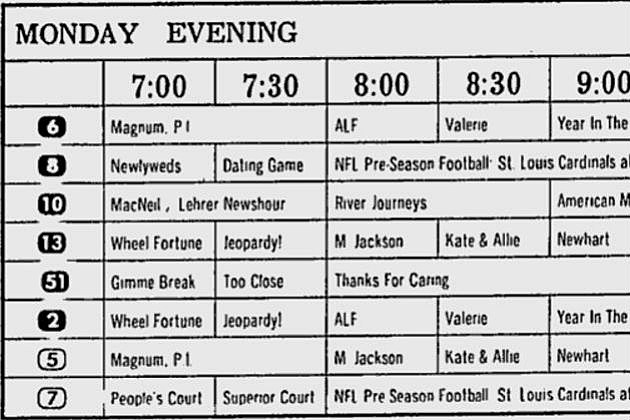 MONDAY EVENING
7:00 7:30 8:00 8:30 9:00
6 Magnum, P I ALF Valerie Year In The
8 Newlyweds Dating Game NFL Pre-Season Football: St. Louis Cardinals at
10 MacNeil, Lehrer Newshour River Journeys American M
13 Wheel Fortune Jeopardy! M Jackson Kate & Allie Newhart
51 Gimme Break Too Close Thanks For Caring
2 Wheel Fortune Jeopardy! ALF Valerie Year In The
5 Magnum, P.I. M Jackson Kate & Allie Newhart
7 People's Court Superior Court NFL Pre Season Football St Louis Cardinals at